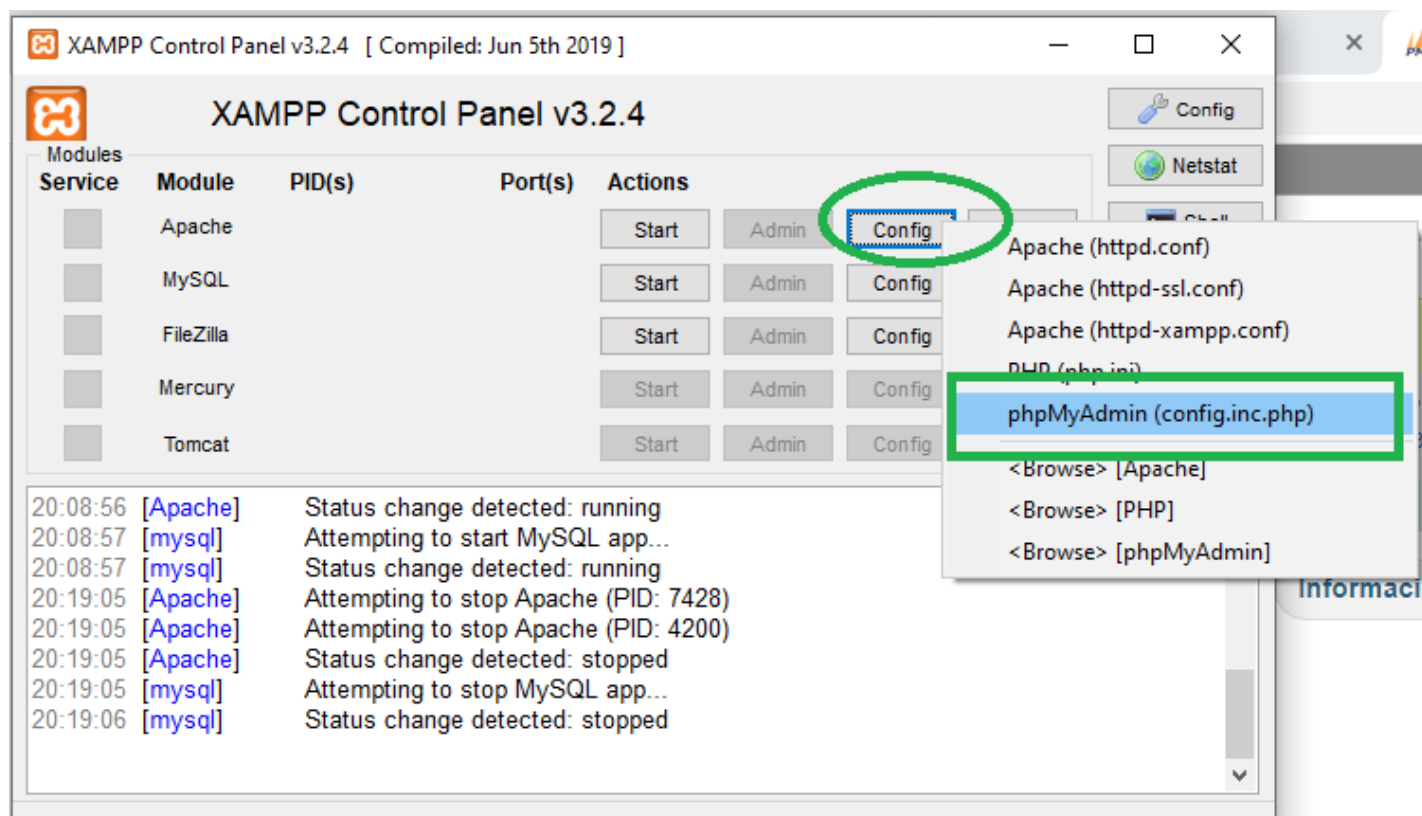 XAMPP Control Panel v3.2.4 [ Compiled: Jun 5th 2019 ]
XAMPP Control Panel v3.2.4
Config
Modules
Netstat
Service Module PID(s) Port(s) Actions
Shell
Apache Start Admin Config
MySQL Start Admin Config
FileZilla Start Admin Config
Mercury Start Admin Config
Tomcat Start Admin Config
Apache (httpd.conf)
Apache (httpd-ssl.conf)
Apache (httpd-xampp.conf)
PHP (php.ini)
phpMyAdmin (config.inc.php)
<Browse> [Apache]
<Browse> [PHP]
<Browse> [phpMyAdmin]
20:08:56 [Apache] Status change detected: running
20:08:57 [mysql] Attempting to start MySQL app...
20:08:57 [mysql] Status change detected: running
20:19:05 [Apache] Attempting to stop Apache (PID: 7428)
20:19:05 [Apache] Attempting to stop Apache (PID: 4200)
20:19:05 [Apache] Status change detected: stopped
20:19:05 [mysql] Attempting to stop MySQL app...
20:19:06 [mysql] Status change detected: stopped
Informaci